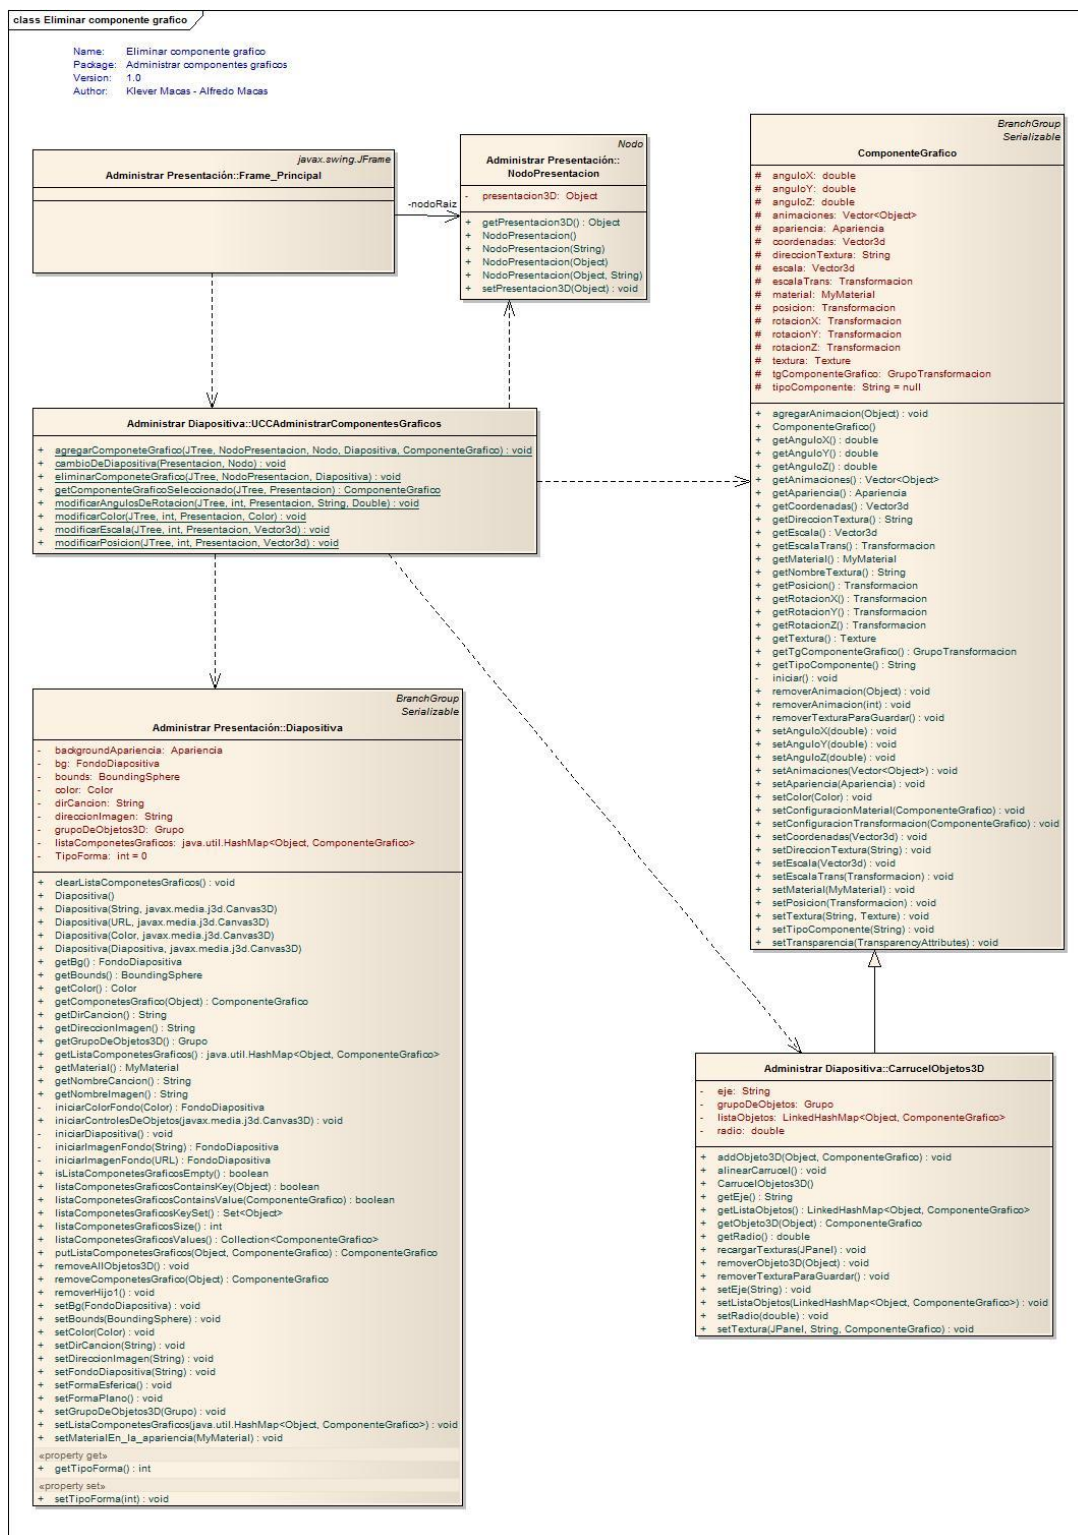 class Eliminar componente grafico
Name: Eliminar componente grafico
Package: Administrar componentes graficos
Version: 1.0
Author: Klever Macas - Alfredo Macas
javax.swing.JFrame
Administrar Presentación::Frame_Principal
-nodoRaiz
Nodo
Administrar Presentación::
NodoPresentacion
- presentacion3D: Object
+ getPresentacion3D() : Object
+ NodoPresentacion()
+ NodoPresentacion(String)
+ NodoPresentacion(Object)
+ NodoPresentacion(Object, String)
+ setPresentacion3D(Object) : void
BranchGroup
Serializable
ComponenteGrafico
# anguloX: double
# anguloY: double
# anguloZ: double
# animaciones: Vector<Object>
# apariencia: Apariencia
# coordenadas: Vector3d
# direccionTextura: String
# escala: Vector3d
# escalaTrans: Transformacion
# material: MyMaterial
# posicion: Transformacion
# rotacionX: Transformacion
# rotacionY: Transformacion
# rotacionZ: Transformacion
# textura: Texture
# tgComponenteGrafico: GrupoTransformacion
# tipoComponente: String = null
+ agregarAnimacion(Object) : void
+ ComponenteGrafico()
+ getAnguloX() : double
+ getAnguloY() : double
+ getAnguloZ() : double
+ getAnimaciones() : Vector<Object>
+ getApariencia() : Apariencia
+ getCoordenadas() : Vector3d
+ getDireccionTextura() : String
+ getEscala() : Vector3d
+ getEscalaTrans() : Transformacion
+ getMaterial() : MyMaterial
+ getNombreTextura() : String
+ getPosicion() : Transformacion
+ getRotacionX() : Transformacion
+ getRotacionY() : Transformacion
+ getRotacionZ() : Transformacion
+ getTextura() : Texture
+ getTgComponenteGrafico() : GrupoTransformacion
+ getTipoComponente() : String
- iniciar() : void
+ removerAnimacion(Object) : void
+ removerAnimacion(int) : void
+ removerTexturaParaGuardar() : void
+ setAnguloX(double) : void
+ setAnguloY(double) : void
+ setAnguloZ(double) : void
+ setAnimaciones(Vector<Object>) : void
+ setApariencia(Apariencia) : void
+ setColor(Color) : void
+ setConfiguracionMaterial(ComponenteGrafico) : void
+ setConfiguracionTransformacion(ComponenteGrafico) : void
+ setCoordenadas(Vector3d) : void
+ setDireccionTextura(String) : void
+ setEscala(Vector3d) : void
+ setEscalaTrans(Transformacion) : void
+ setMaterial(MyMaterial) : void
+ setPosicion(Transformacion) : void
+ setTextura(String, Texture) : void
+ setTipoComponente(String) : void
+ setTransparencia(TransparencyAttributes) : void
Administrar Diapositiva::UCCAdministrarComponentesGraficos
+ agregarComponeteGrafico(JTree, NodoPresentacion, Nodo, Diapositiva, ComponenteGrafico) : void
+ cambioDeDiapositiva(Presentacion, Nodo) : void
+ eliminarComponeteGrafico(JTree, NodoPresentacion, Diapositiva) : void
+ getComponeteGraficoSeleccionado(JTree, Presentacion) : ComponenteGrafico
+ modificarAngulosDeRotacion(JTree, int, Presentacion, String, Double) : void
+ modificarColor(JTree, int, Presentacion, Color) : void
+ modificarEscala(JTree, int, Presentacion, Vector3d) : void
+ modificarPosicion(JTree, int, Presentacion, Vector3d) : void
BranchGroup
Serializable
Administrar Presentación::Diapositiva
- backgroundApariencia: Apariencia
- bg: FondoDiapositiva
- bounds: BoundingSphere
- color: Color
- dirCancion: String
- direccionImagen: String
- grupoDeObjetos3D: Grupo
- listaComponetesGraficos: java.util.HashMap<Object, ComponenteGrafico>
- TipoForma: int = 0
+ clearListaComponetesGraficos() : void
+ Diapositiva()
+ Diapositiva(String, javax.media.j3d.Canvas3D)
+ Diapositiva(URL, javax.media.j3d.Canvas3D)
+ Diapositiva(Color, javax.media.j3d.Canvas3D)
+ Diapositiva(Diapositiva, javax.media.j3d.Canvas3D)
+ getBg() : FondoDiapositiva
+ getBounds() : BoundingSphere
+ getColor() : Color
+ getComponetesGrafico(Object) : ComponenteGrafico
+ getDirCancion() : String
+ getDireccionImagen() : String
+ getGrupoDeObjetos3D() : Grupo
+ getListaComponetesGraficos() : java.util.HashMap<Object, ComponenteGrafico>
+ getMaterial() : MyMaterial
+ getNombreCancion() : String
+ getNombreImagen() : String
- iniciarColorFondo(Color) : FondoDiapositiva
+ iniciarControlesDeObjetos(javax.media.j3d.Canvas3D) : void
- iniciarDiapositiva() : void
- iniciarImagenFondo(String) : FondoDiapositiva
- iniciarImagenFondo(URL) : FondoDiapositiva
+ isListaComponetesGraficosEmpty() : boolean
+ listaComponetesGraficosContainsKey(Object) : boolean
+ listaComponetesGraficosContainsValue(ComponenteGrafico) : boolean
+ listaComponetesGraficosKeySet() : Set<Object>
+ listaComponetesGraficosSize() : int
+ listaComponetesGraficosValues() : Collection<ComponenteGrafico>
+ putListaComponetesGraficos(Object, ComponenteGrafico) : ComponenteGrafico
+ removeAllObjetos3D() : void
+ removeComponetesGrafico(Object) : ComponenteGrafico
+ removerHijo1() : void
+ setBg(FondoDiapositiva) : void
+ setBounds(BoundingSphere) : void
+ setColor(Color) : void
+ setDirCancion(String) : void
+ setDireccionImagen(String) : void
+ setFondoDiapositiva(String) : void
+ setFormaEsferica() : void
+ setFormaPlano() : void
+ setGrupoDeObjetos3D(Grupo) : void
+ setListaComponetesGraficos(java.util.HashMap<Object, ComponenteGrafico>) : void
+ setMaterialEn_la_apariencia(MyMaterial) : void
«property get»
+ getTipoForma() : int
«property set»
+ setTipoForma(int) : void
Administrar Diapositiva::CarrucelObjetos3D
- eje: String
- grupoDeObjetos: Grupo
- listaObjetos: LinkedHashMap<Object, ComponenteGrafico>
- radio: double
+ addObjeto3D(Object, ComponenteGrafico) : void
+ alinearCarrucel() : void
+ CarrucelObjetos3D()
+ getEje() : String
+ getListaObjetos() : LinkedHashMap<Object, ComponenteGrafico>
+ getObjeto3D(Object) : ComponenteGrafico
+ getRadio() : double
+ recargarTexturas(JPanel) : void
+ removerObjeto3D(Object) : void
+ removerTexturaParaGuardar() : void
+ setEje(String) : void
+ setListaObjetos(LinkedHashMap<Object, ComponenteGrafico>) : void
+ setRadio(double) : void
+ setTextura(JPanel, String, ComponenteGrafico) : void